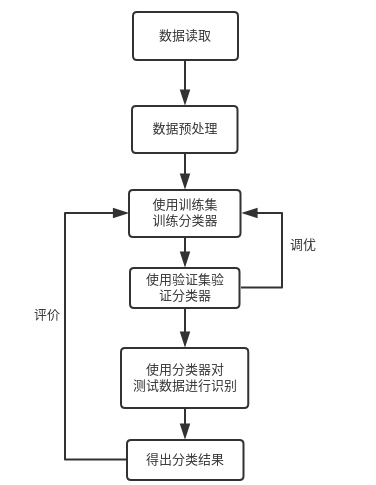 数据读取
数据预处理
使用训练集
训练分类器
调优
使用验证集验
证分类器
评价
使用分类器对
测试数据进行识别
得出分类结果